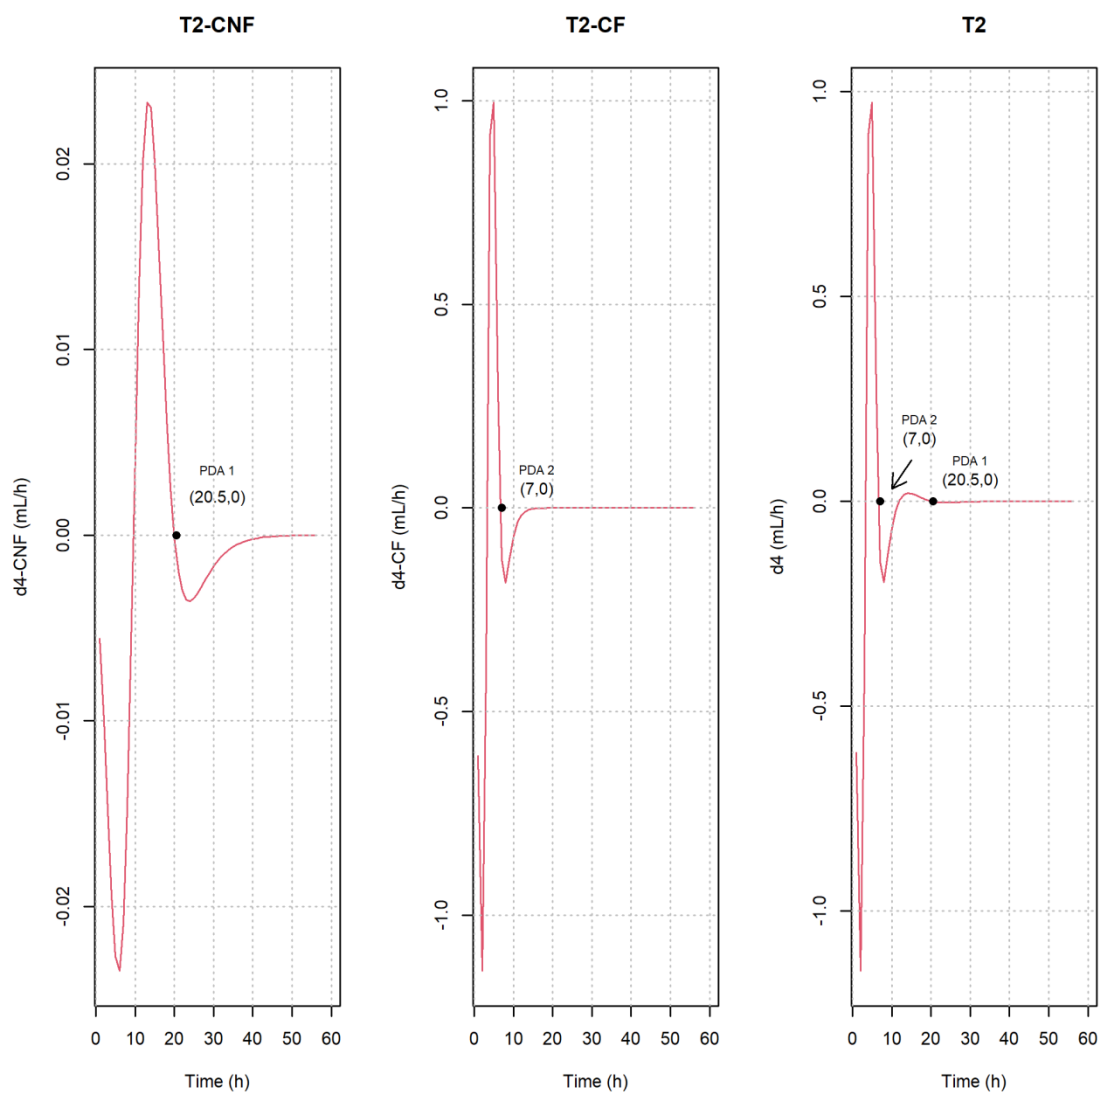 T2-CNF
T2-CF
T2
d4-CNF (mL/h)
0.02
0.01
0.00
-0.01
-0.02
PDA 1
(20.5,0)
0 10 20 30 40 50 60
Time (h)
d4-CF (mL/h)
1.0
0.5
0.0
-0.5
-1.0
PDA 2
(7,0)
0 10 20 30 40 50 60
Time (h)
d4 (mL/h)
1.0
0.5
0.0
-0.5
-1.0
PDA 2
(7,0)
PDA 1
(20.5,0)
0 10 20 30 40 50 60
Time (h)